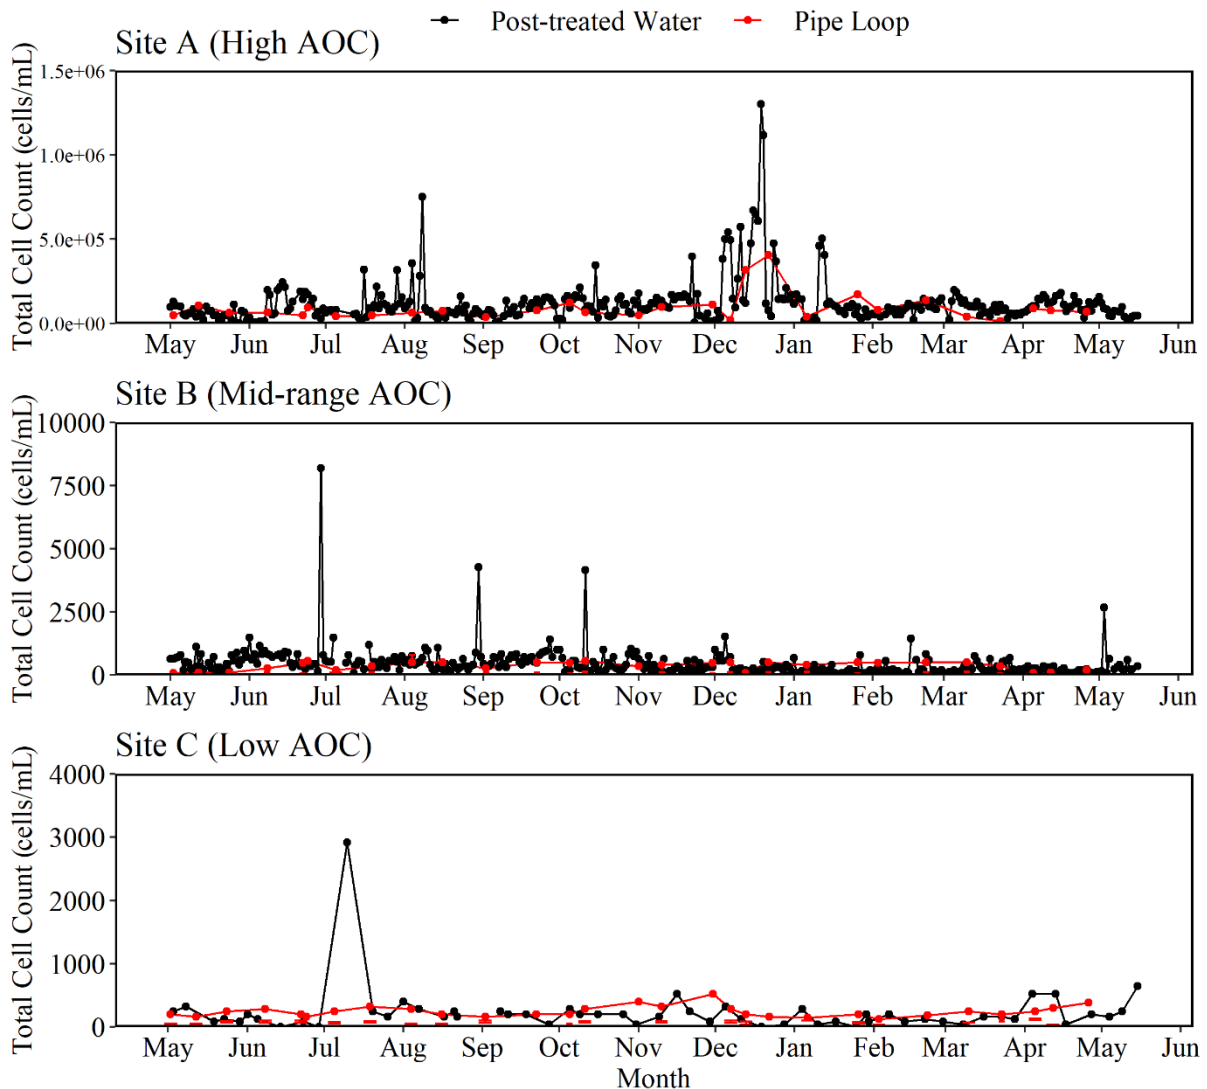 Post-treated Water Pipe Loop
Site A (High AOC)
Total Cell Count (cells/mL)
1.5e+06
1.0e+06
5.0e+05
0.0e+00
May Jun Jul Aug Sep Oct Nov Dec Jan Feb Mar Apr May Jun
Site B (Mid-range AOC)
Total Cell Count (cells/mL)
10000
7500
5000
2500
0
May Jun Jul Aug Sep Oct Nov Dec Jan Feb Mar Apr May Jun
Site C (Low AOC)
Total Cell Count (cells/mL)
4000
3000
2000
1000
0
May Jun Jul Aug Sep Oct Nov Dec Jan Feb Mar Apr May Jun
Month